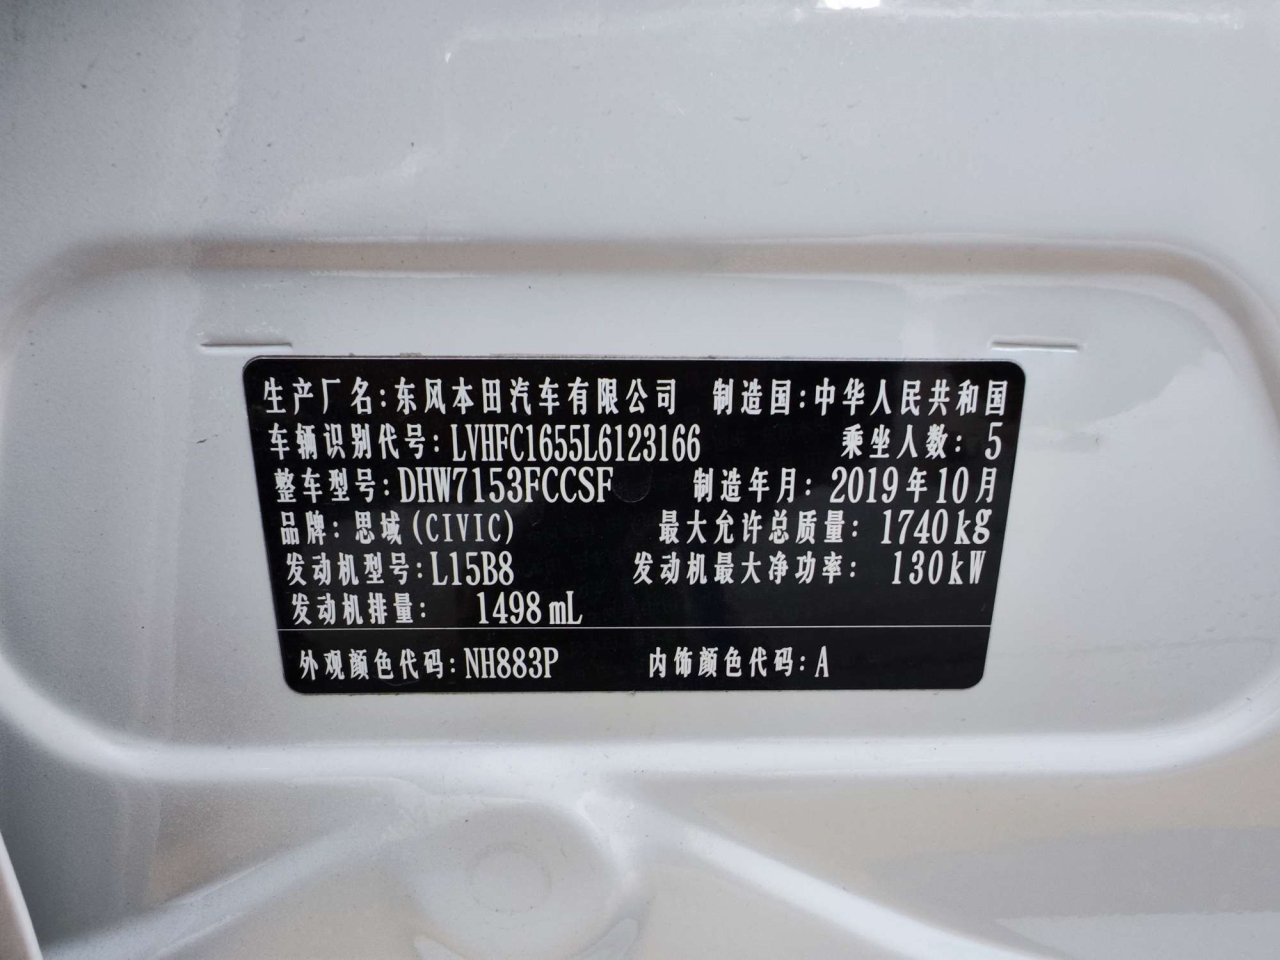 生产厂名:东风本田汽车有限公司 制造国:中华人民共和国
车辆识别代号:LVHFC1655L6123166 乘坐人数:5
整车型号:DHW7153FCCSF 制造年月:2019年10月
品牌:思域(CIVIC) 最大允许总质量:1740kg
发动机型号:L15B8 发动机最大净功率:130kW
发动机排量:1498mL
外观颜色代码:NH883P 内饰颜色代码:A